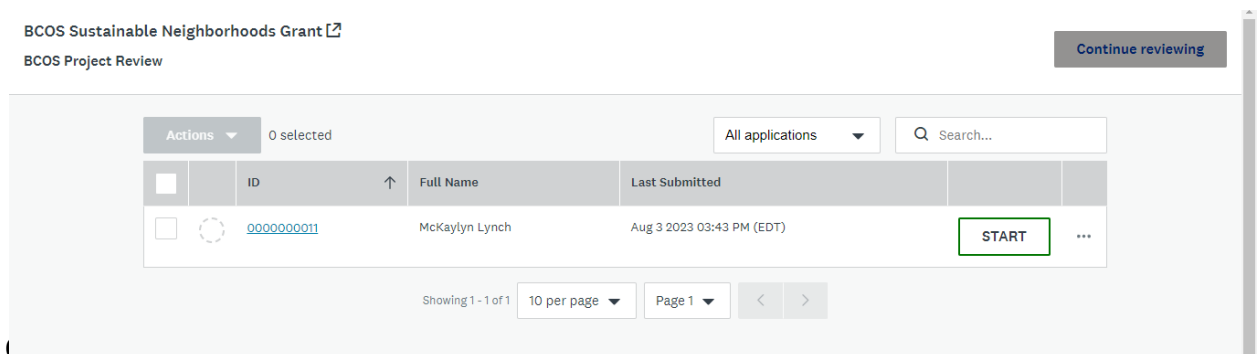 BCOS Sustainable Neighborhoods Grant
BCOS Project Review
Continue reviewing
Actions 0 selected All applications Search...
ID Full Name Last Submitted
0000000011 McKaylyn Lynch Aug 3 2023 03:43 PM (EDT) START ...
Showing 1 - 1 of 1 10 per page Page 1